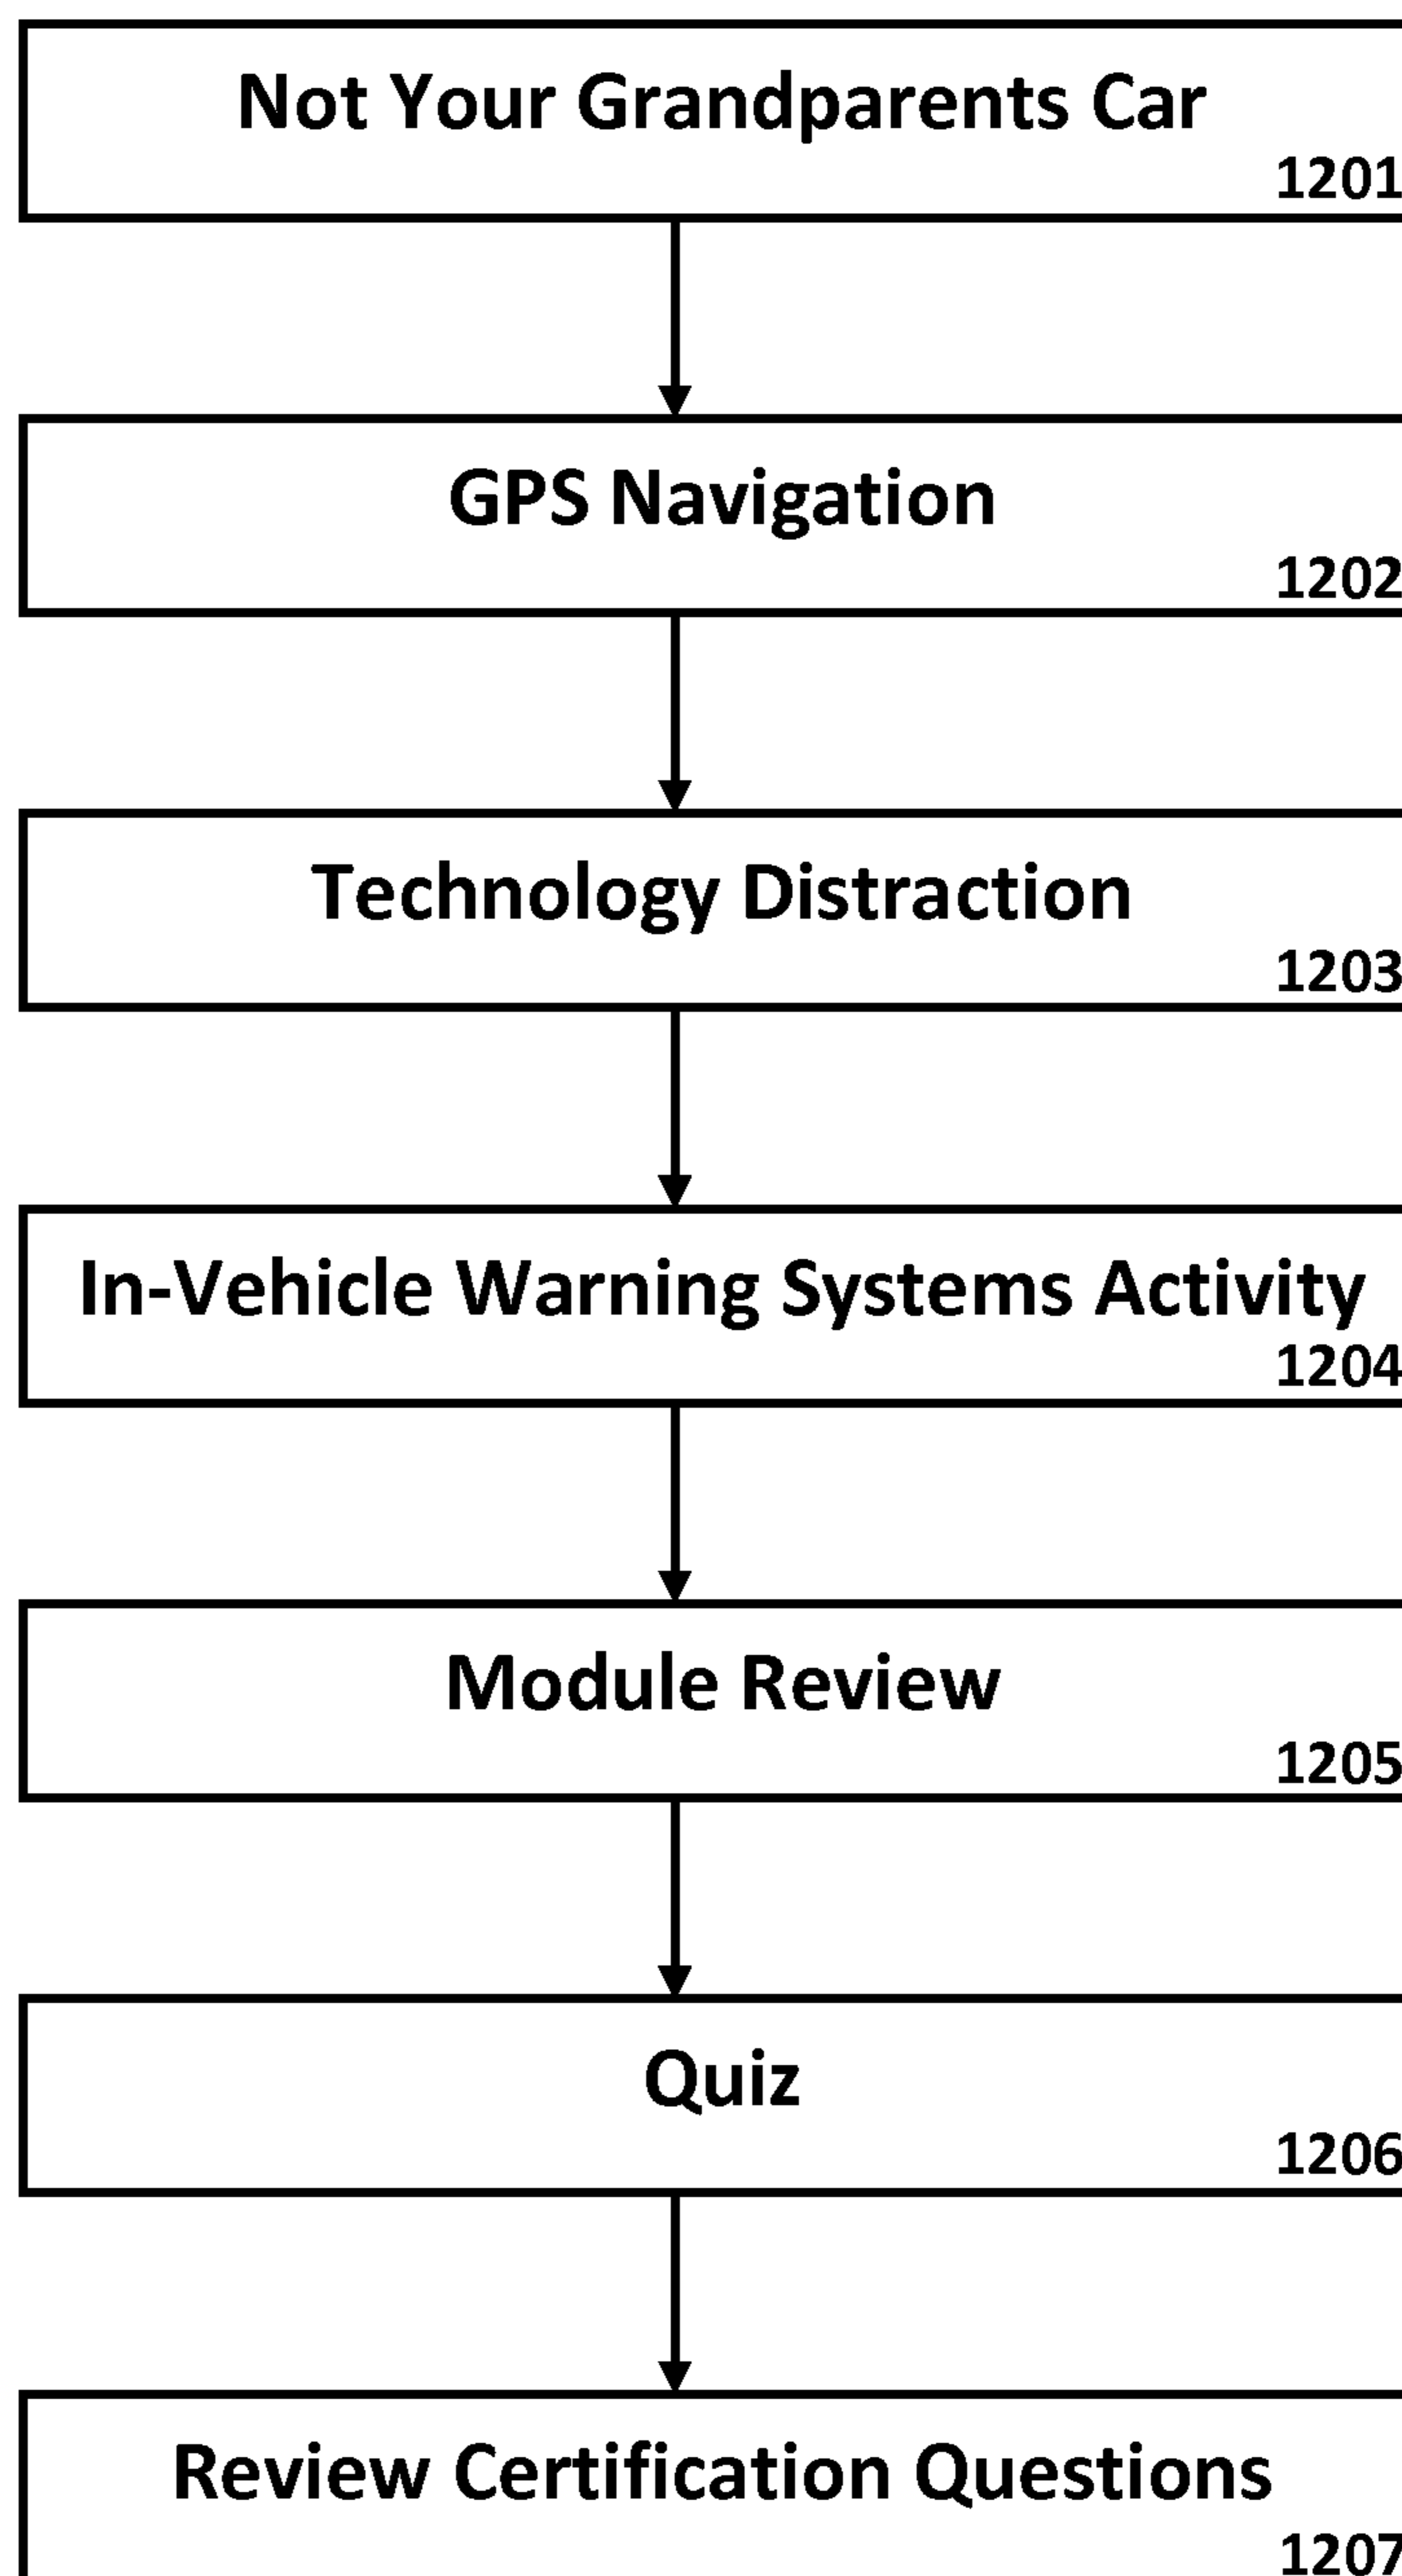 Not Your Grandparents Car
1201
GPS Navigation
1202
Technology Distraction
1203
In-Vehicle Warning Systems Activity
1204
Module Review
1205
Quiz
1206
Review Certification Questions
1207